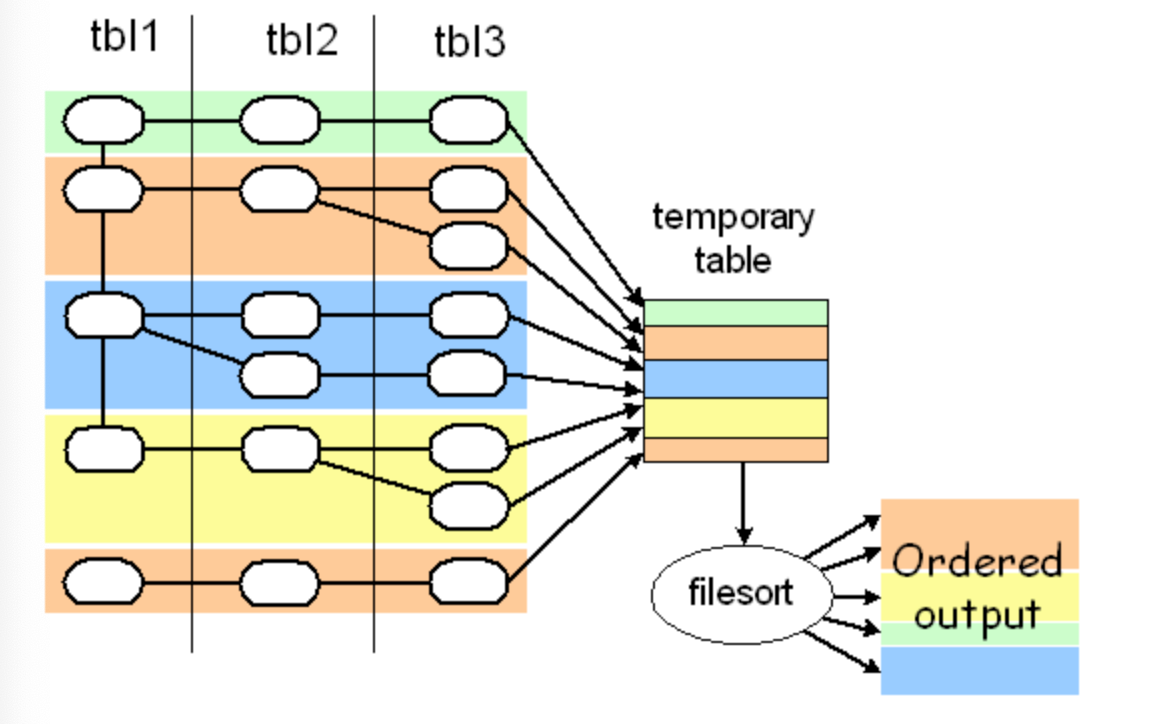 tbl1
tbl2
tbl3
temporary
table
filesort
Ordered
output